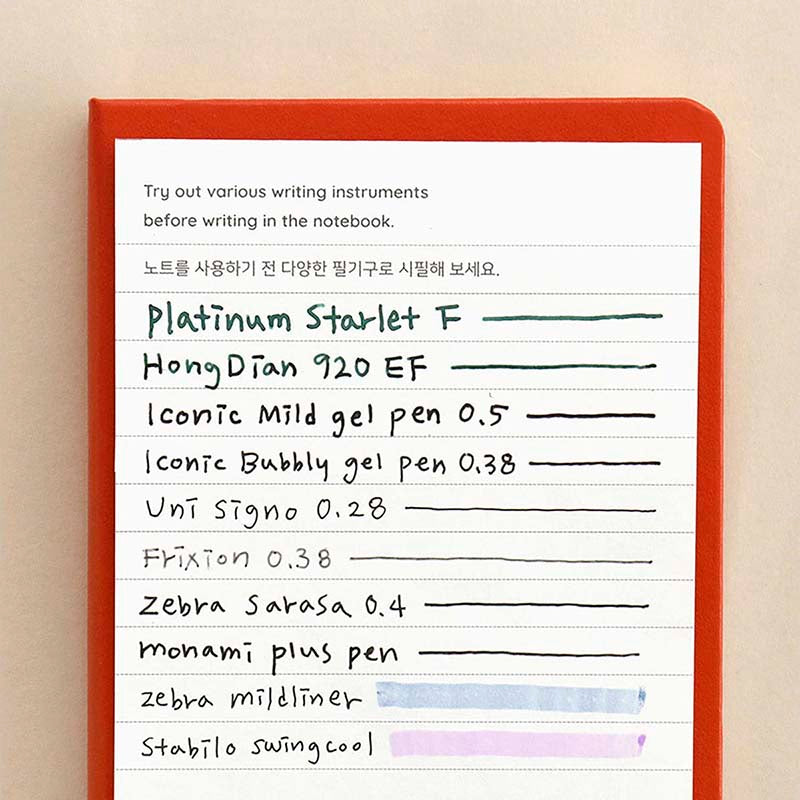 Try out various writing instruments
before writing in the notebook.
노트를 사용하기 전 다양한 필기구로 시필해 보세요.
Platinum Starlet F
HongDian 920 EF
Iconic Mild gel pen 0.5
Iconic Bubbly gel pen 0.38
Uni Signo 0.28
Frixion 0.38
Zebra Sarasa 0.4
monami plus pen
zebra mildliner
Stabilo swingcool